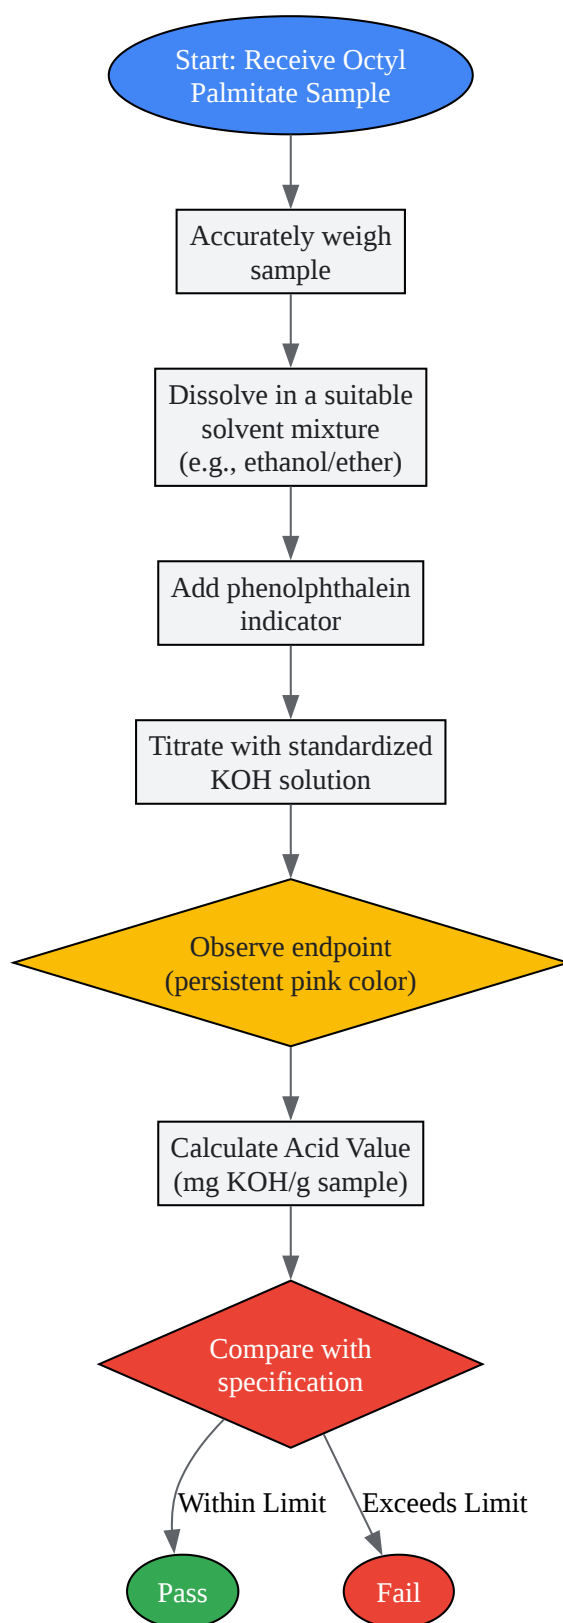 Start: Receive Octyl
Palmitate Sample
Accurately weigh
sample
Dissolve in a suitable
solvent mixture
(e.g., ethanol/ether)
Add phenolphthalein
indicator
Titrate with standardized
KOH solution
Observe endpoint
(persistent pink color)
Calculate Acid Value
(mg KOH/g sample)
Compare with
specification
Within Limit
Exceeds Limit
Pass
Fail